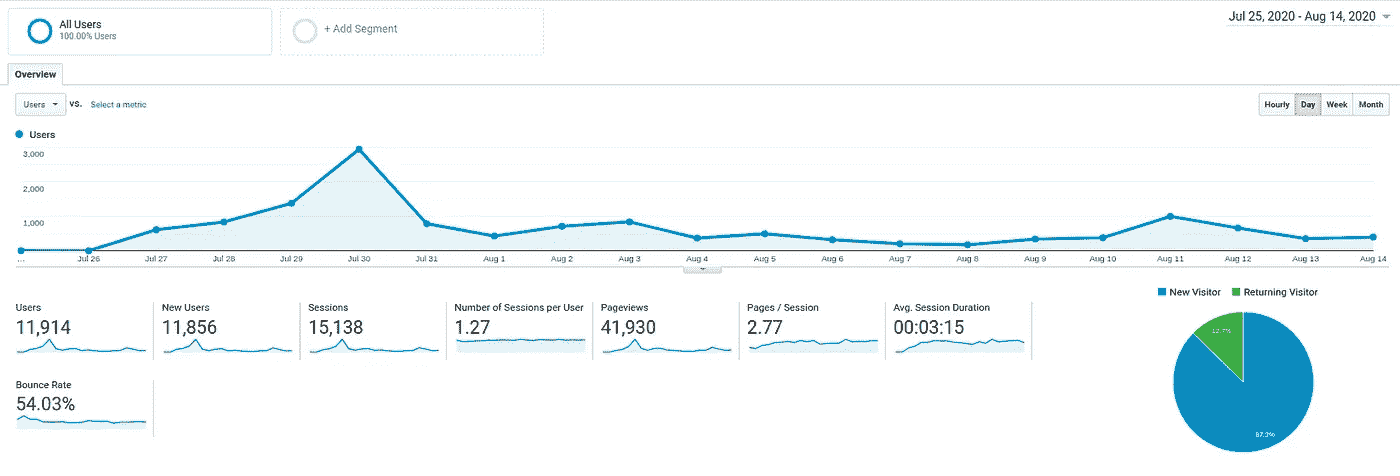 All Users
100.00% Users
+ Add Segment
Jul 25, 2020 - Aug 14, 2020
Overview
Users vs. Select a metric
Hourly Day Week Month
Users
3,000
2,000
1,000
... Jul 26 Jul 27 Jul 28 Jul 29 Jul 30 Jul 31 Aug 1 Aug 2 Aug 3 Aug 4 Aug 5 Aug 6 Aug 7 Aug 8 Aug 9 Aug 10 Aug 11 Aug 12 Aug 13 Aug 14
New Visitor Returning Visitor
Users New Users Sessions Number of Sessions per User Pageviews Pages / Session Avg. Session Duration
11,914 11,856 15,138 1.27 41,930 2.77 00:03:15
12.7%
Bounce Rate
54.03%
87.3%